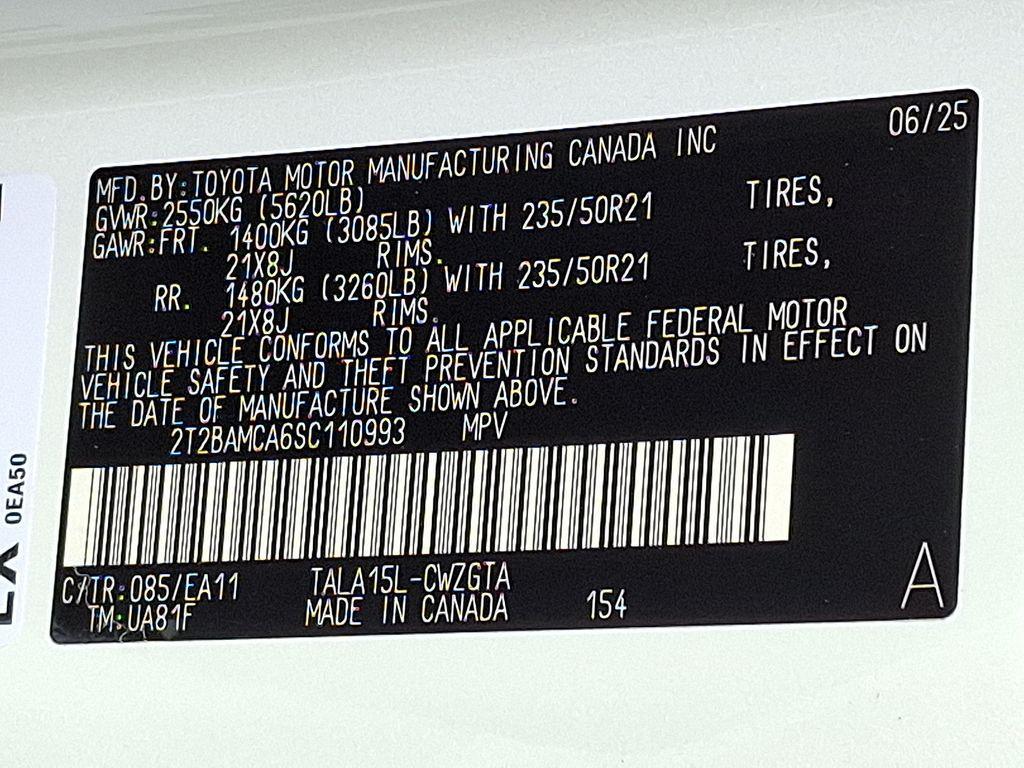 06/25
MFD.BY:TOYOTA MOTOR MANUFACTURING CANADA INC
GVWR:2550KG (5620LB)
GAWR:FRT. 1400KG (3085LB) WITH 235/50R21 TIRES,
21X8J RIMS.
RR. 1480KG (3260LB) WITH 235/50R21 TIRES,
21X8J RIMS.
THIS VEHICLE CONFORMS TO ALL APPLICABLE FEDERAL MOTOR
VEHICLE SAFETY AND THEFT PREVENTION STANDARDS IN EFFECT ON
THE DATE OF MANUFACTURE SHOWN ABOVE.
2T2BAMCA6SC110993 MPV
C/TR:085/EA11 TALA15L-CWZGTA
TM:UA81F MADE IN CANADA 154
A
0EA50